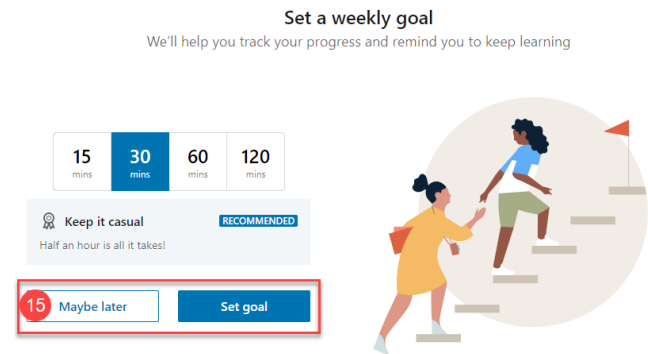 Set a weekly goal
We'll help you track your progress and remind you to keep learning
15 30 60 120
mins mins mins mins
Keep it casual RECOMMENDED
Half an hour is all it takes!
15 Maybe later Set goal